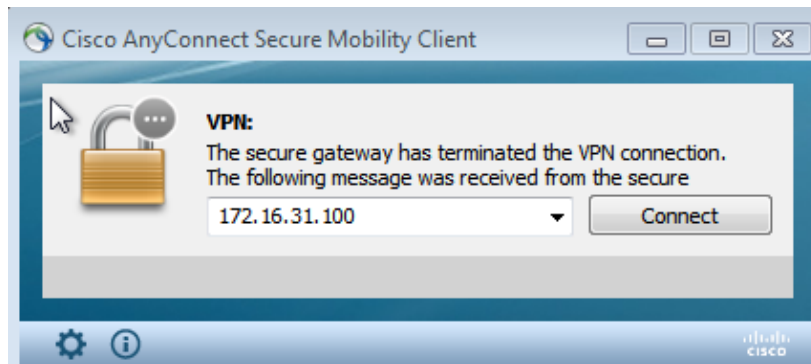 Cisco AnyConnect Secure Mobility Client
VPN:
The secure gateway has terminated the VPN connection.
The following message was received from the secure
172.16.31.100
Connect
CISCO